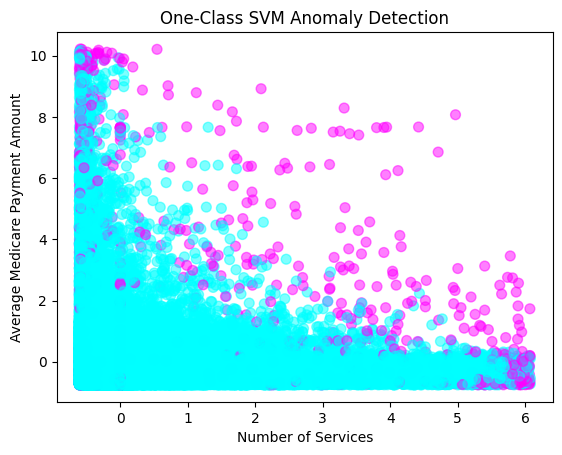 One-Class SVM Anomaly Detection
Average Medicare Payment Amount
10
8
6
4
2
0
0 1 2 3 4 5 6
Number of Services